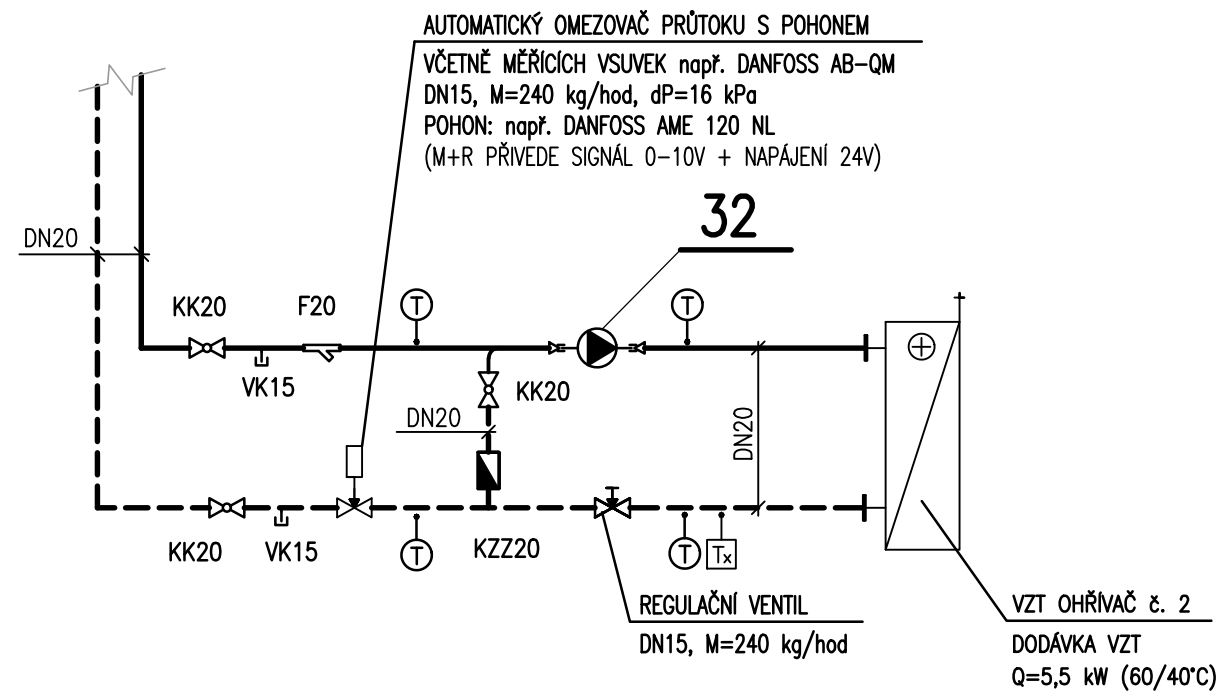 AUTOMATICKÝ OMEZOVAČ PRŮTOKU S POHONEM
VČETNĚ MĚŘÍCÍCH VSUVEK např. DANFOSS AB-QM
DN15, M=240 kg/hod, dP=16 kPa
POHON: např. DANFOSS AME 120 NL
(M+R PŘIVEDE SIGNÁL 0-10V + NAPÁJENÍ 24V)
32
DN20
KK20
F20
T
T
VK15
KK20
DN20
DN20
KK20
VK15
T
KZZ20
T
Tx
REGULAČNÍ VENTIL
DN15, M=240 kg/hod
VZT OHŘÍVAČ č. 2
DODÁVKA VZT
Q=5,5 kW (60/40°C)